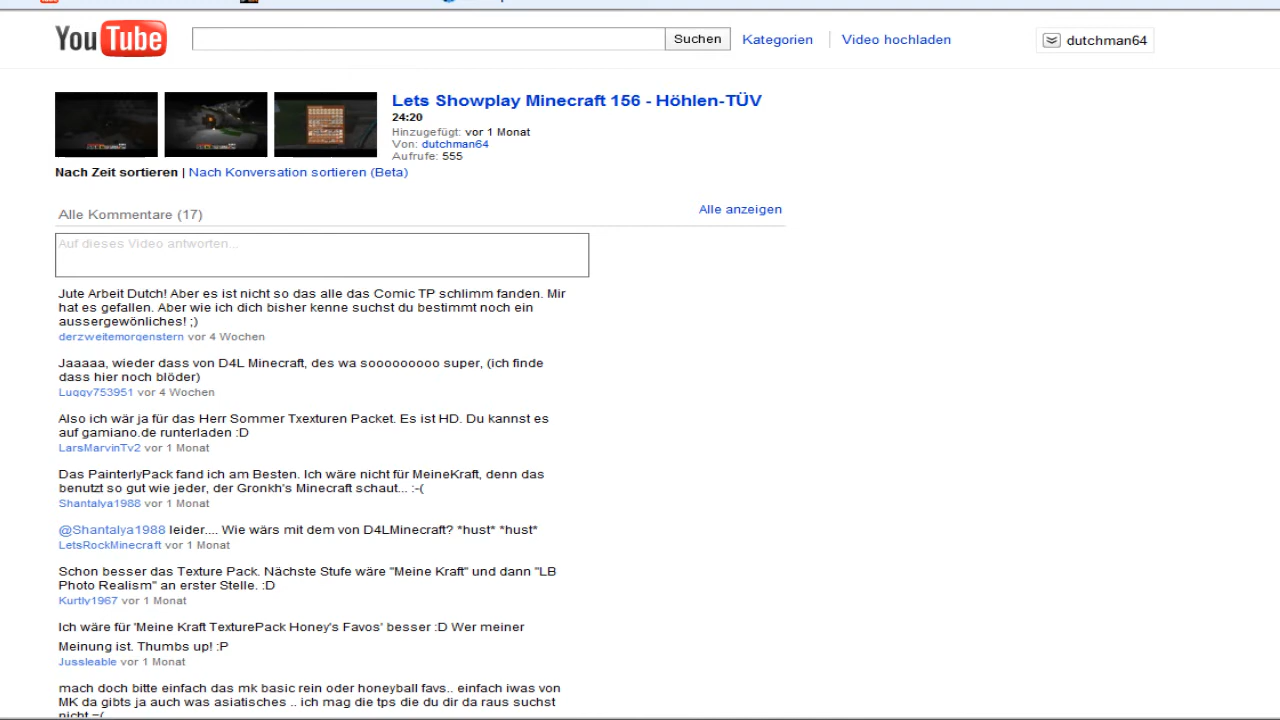 YouTube
Suchen
Kategorien
Video hochladen
dutchman64
Lets Showplay Minecraft 156 - Höhlen-TÜV
24:20
Hinzugefügt: vor 1 Monat
Von: dutchman64
Aufrufe: 555
Nach Zeit sortieren | Nach Konversation sortieren (Beta)
Alle Kommentare (17)
Alle anzeigen
Auf dieses Video antworten...
Jute Arbeit Dutch! Aber es ist nicht so das alle das Comic TP schlimm fanden. Mir
hat es gefallen. Aber wie ich dich bisher kenne suchst du bestimmt noch ein
aussergewönliches! ;)
derzweitemorgenstern vor 4 Wochen
Jaaaaa, wieder dass von D4L Minecraft, des wa sooooooooo super, (ich finde
dass hier noch blöder)
Luggy753951 vor 4 Wochen
Also ich wär ja für das Herr Sommer Txexturen Packet. Es ist HD. Du kannst es
auf gamiano.de runterladen :D
LarsMarvinTv2 vor 1 Monat
Das PainterlyPack fand ich am Besten. Ich wäre nicht für MeineKraft, denn das
benutzt so gut wie jeder, der Gronkh's Minecraft schaut... :-(
Shantalya1988 vor 1 Monat
@Shantalya1988 leider.... Wie wärs mit dem von D4LMinecraft? *hust* *hust*
LetsRockMinecraft vor 1 Monat
Schon besser das Texture Pack. Nächste Stufe wäre "Meine Kraft" und dann "LB
Photo Realism" an erster Stelle. :D
Kurtly1967 vor 1 Monat
Ich wäre für 'Meine Kraft TexturePack Honey's Favos' besser :D Wer meiner
Meinung ist. Thumbs up! :P
Jussleable vor 1 Monat
mach doch bitte einfach das mk basic rein oder honeyball favs.. einfach iwas von
MK da gibts ja auch was asiatisches .. ich mag die tps die du dir da raus suchst
nicht =(